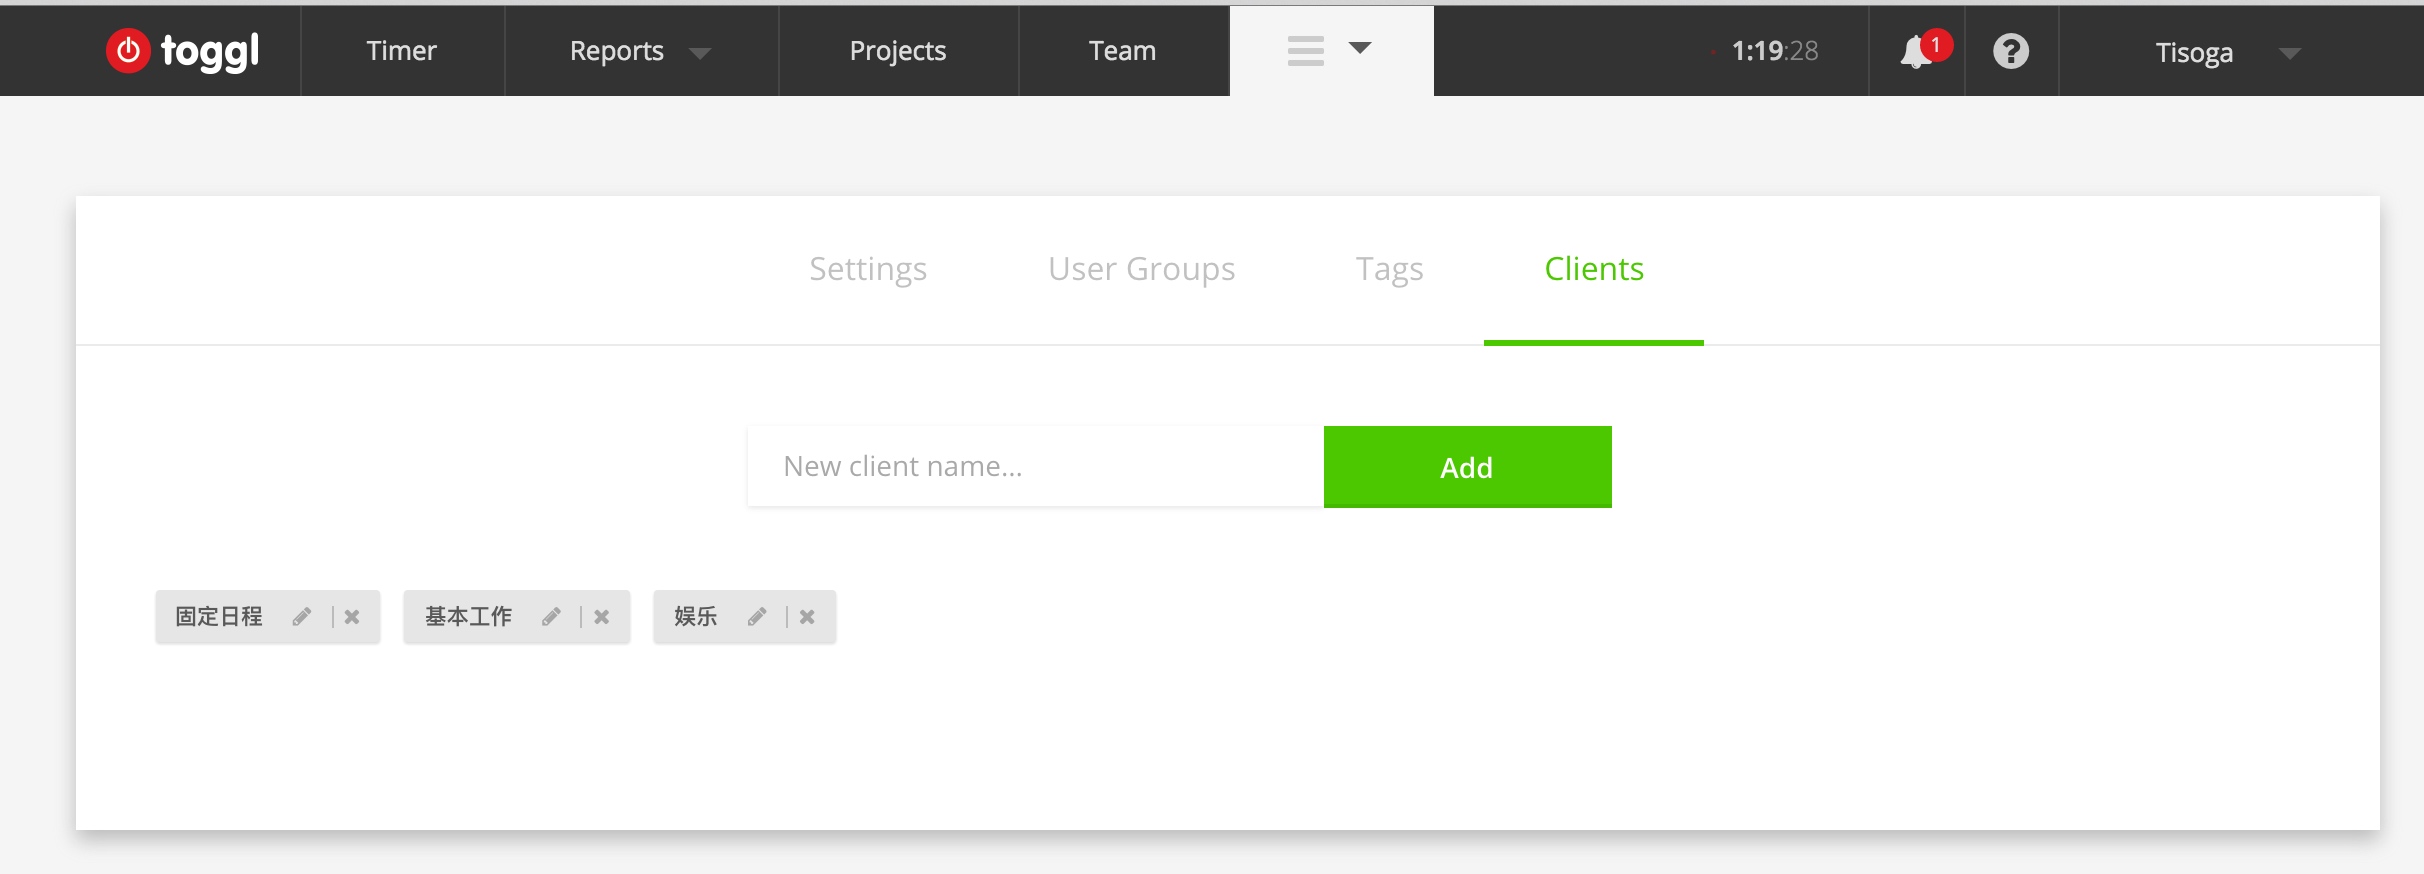 toggl Timer Reports Projects Team 1:19:28 1 ? Tisoga
Settings User Groups Tags Clients
New client name... Add
固定日程 基本工作 娱乐